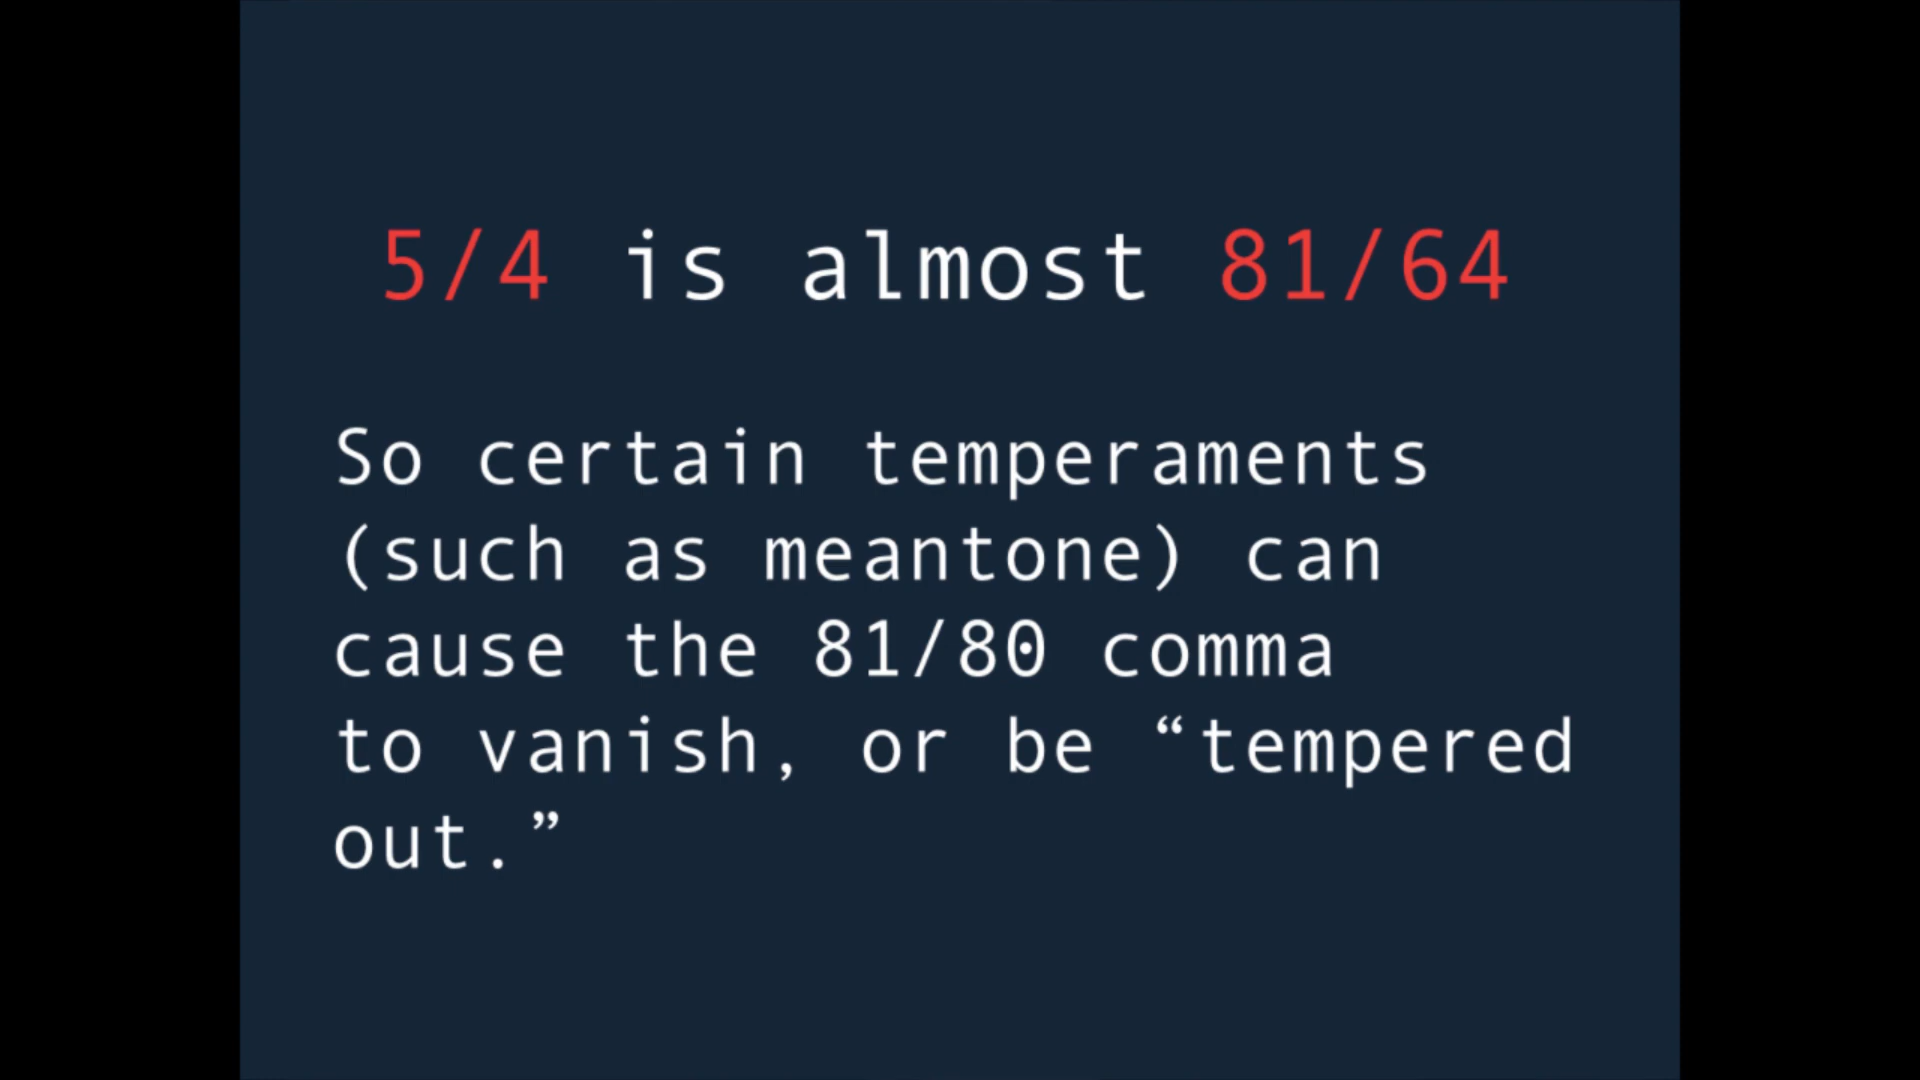 5/4 is almost 81/64
So certain temperaments
(such as meantone) can
cause the 81/80 comma
to vanish, or be “tempered
out.”